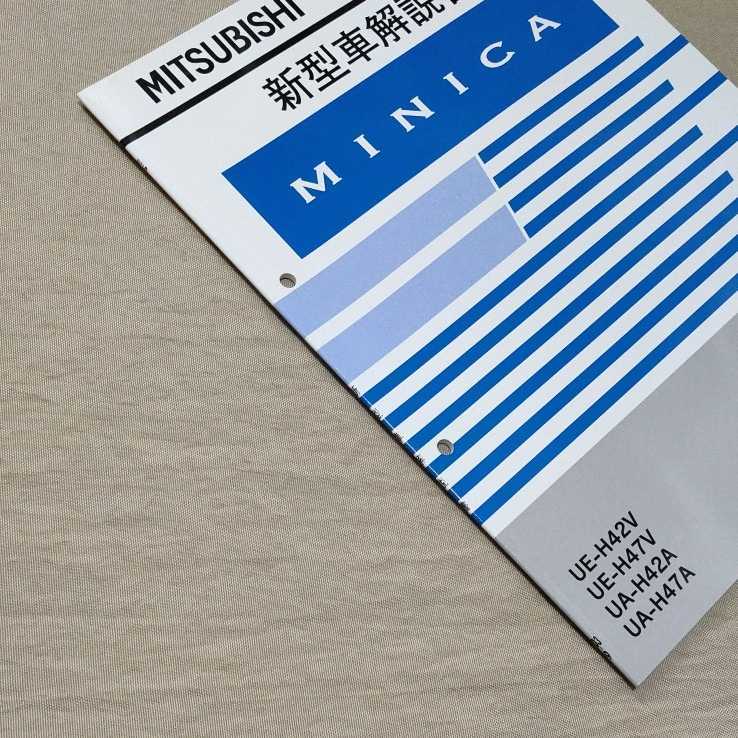 MITSUBISHI
新型車解説
MINICA
UE-H42V
UE-H47V
UA-H42A
UA-H47A